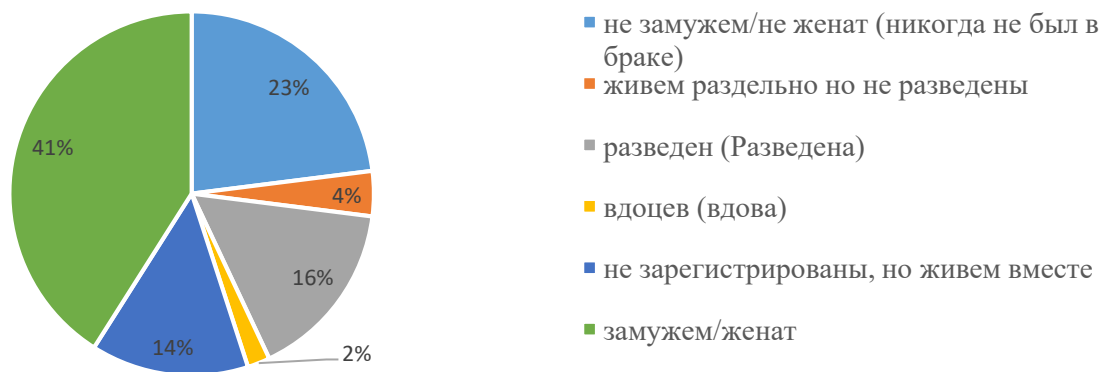 23%
4%
16%
2%
14%
41%
не замужем/не женат (никогда не был в
браке)
живем раздельно но не разведены
разведен (Разведена)
вдоцев (вдова)
не зарегистрированы, но живем вместе
замужем/женат